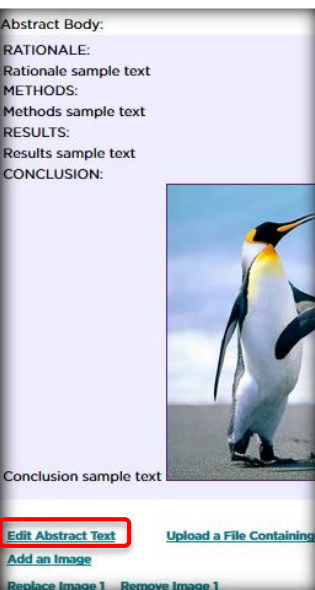 Abstract Body:
RATIONALE:
Rationale sample text
METHODS:
Methods sample text
RESULTS:
Results sample text
CONCLUSION:
Conclusion sample text
Edit Abstract Text Upload a File Containing
Add an Image
Replace Image 1 Remove Image 1